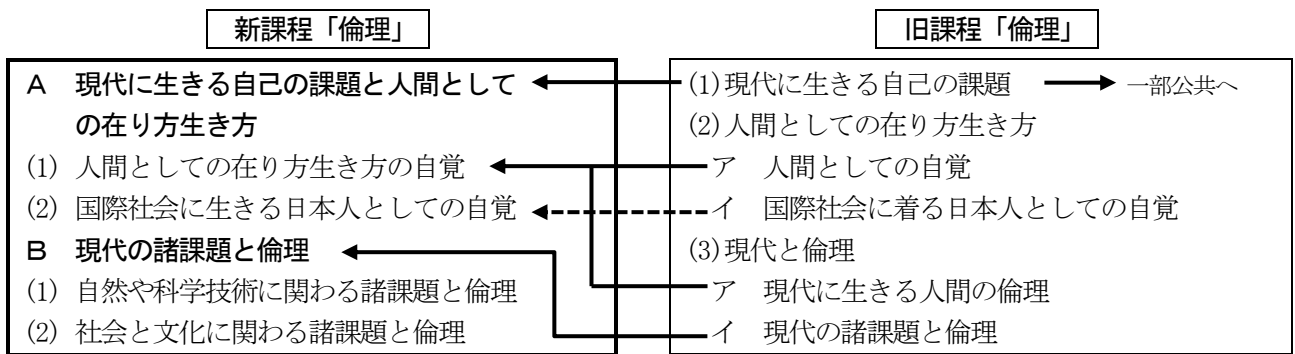 新課程「倫理」
A 現代に生きる自己の課題と人間として
の在り方生き方
(1) 人間としての在り方生き方の自覚
(2) 国際社会に生きる日本人としての自覚
B 現代の諸課題と倫理
(1) 自然や科学技術に関わる諸課題と倫理
(2) 社会と文化に関わる諸課題と倫理
旧課程「倫理」
(1)現代に生きる自己の課題 一部公共へ
(2)人間としての在り方生き方
ア 人間としての自覚
イ 国際社会に着る日本人としての自覚
(3)現代と倫理
ア 現代に生きる人間の倫理
イ 現代の諸課題と倫理